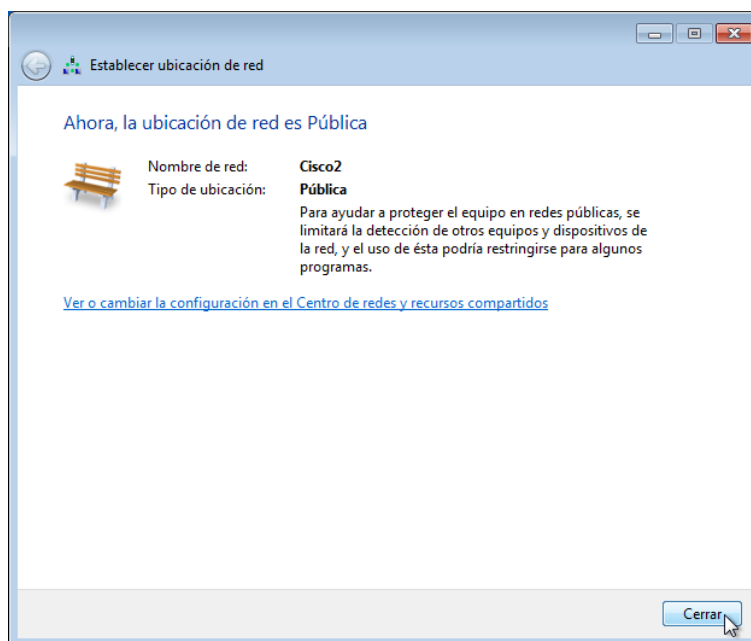 Establecer ubicación de red
Ahora, la ubicación de red es Pública
Nombre de red: Cisco2
Tipo de ubicación: Pública
Para ayudar a proteger el equipo en redes públicas, se
limitará la detección de otros equipos y dispositivos de
la red, y el uso de ésta podría restringirse para algunos
programas.
Ver o cambiar la configuración en el Centro de redes y recursos compartidos
Cerrar